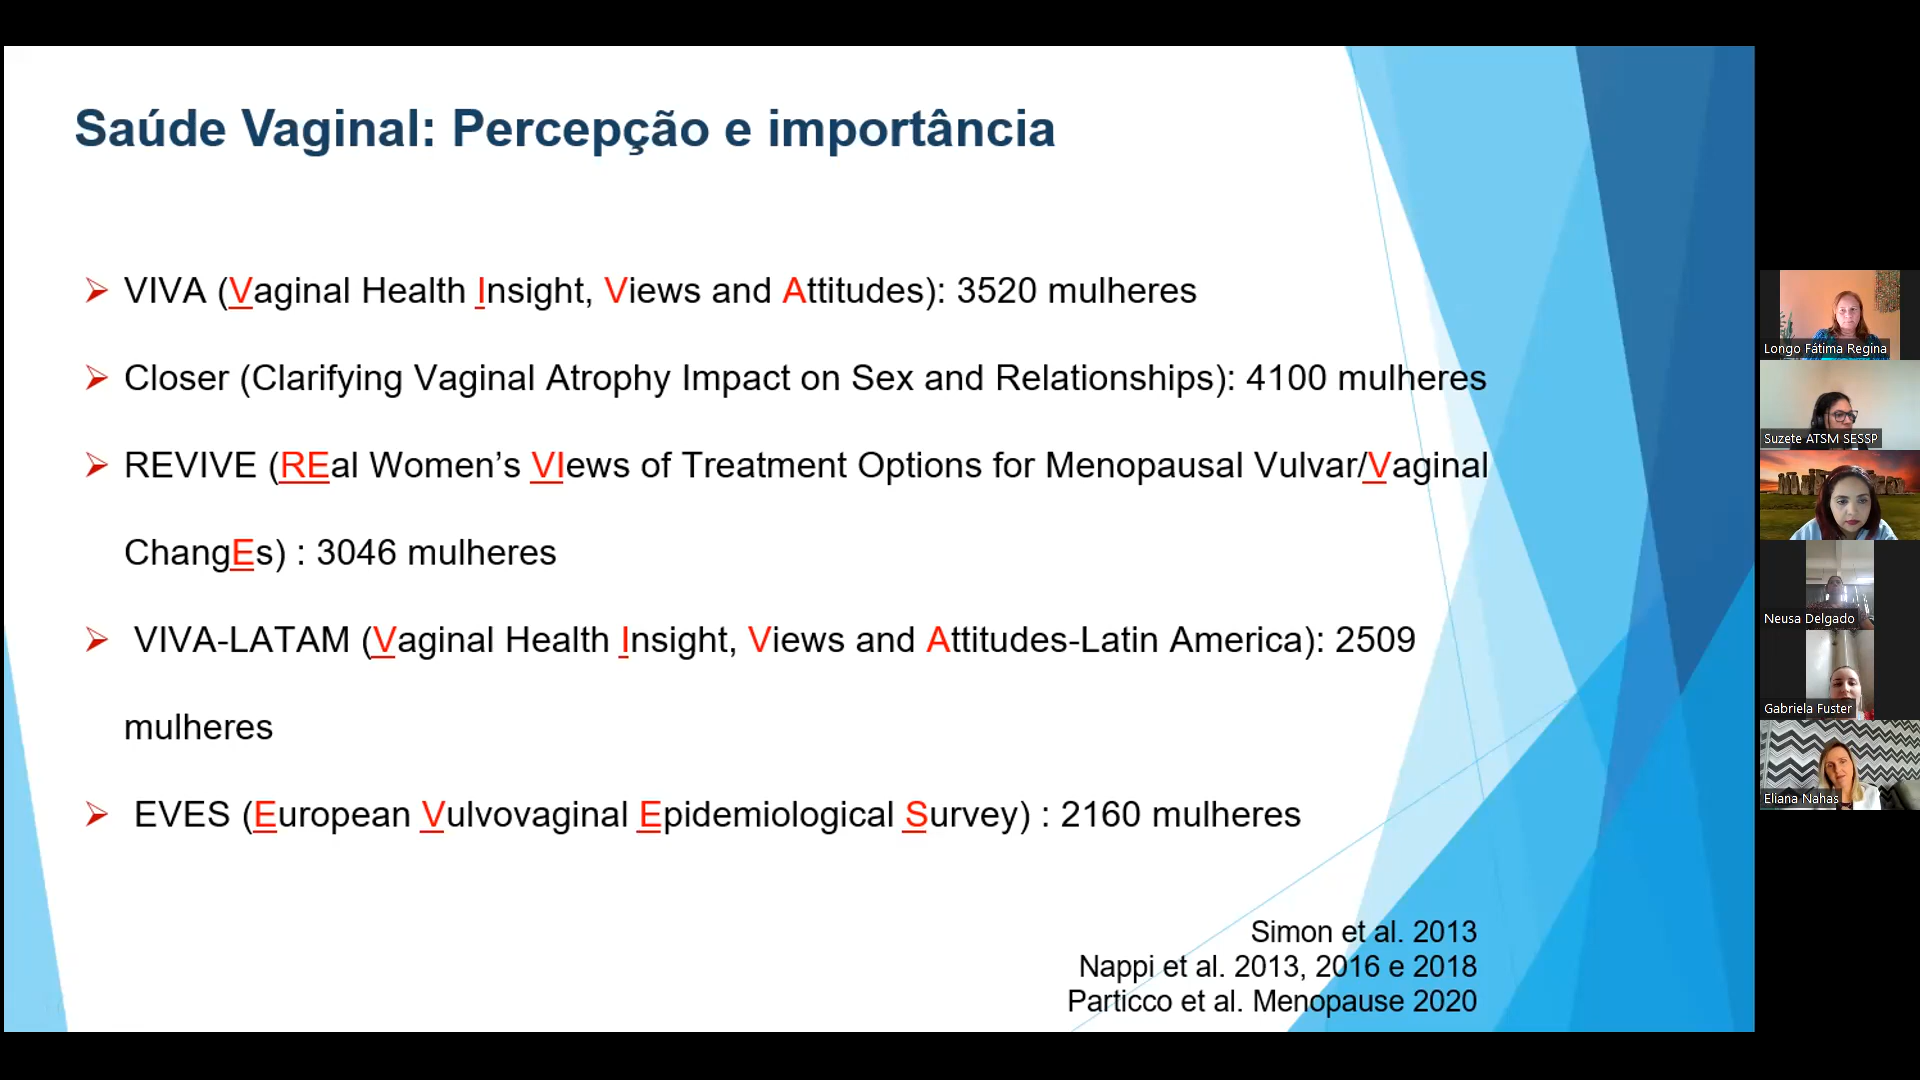 Saúde Vaginal: Percepção e importância
VIVA (Vaginal Health Insight, Views and Attitudes): 3520 mulheres
Closer (Clarifying Vaginal Atrophy Impact on Sex and Relationships): 4100 mulheres
REVIVE (REal Women’s VIews of Treatment Options for Menopausal Vulvar/Vaginal
ChangEs) : 3046 mulheres
VIVA-LATAM (Vaginal Health Insight, Views and Attitudes-Latin America): 2509
mulheres
EVES (European Vulvovaginal Epidemiological Survey) : 2160 mulheres
Simon et al. 2013
Nappi et al. 2013, 2016 e 2018
Particco et al. Menopause 2020
Longo Fátima Regina
Suzete ATSM SESSP
Neusa Delgado
Gabriela Fuster
Eliana Nahas